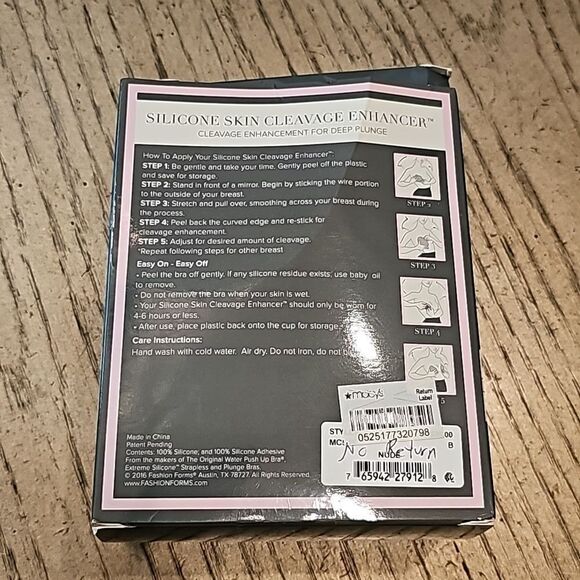 SILICONE SKIN CLEAVAGE ENHANCER™
CLEAVAGE ENHANCEMENT FOR DEEP PLUNGE
How To Apply Your Silicone Skin Cleavage Enhancer™:
STEP 1: Be gentle and take your time. Gently peel off the plastic
and save for storage.
STEP 2: Stand in front of a mirror. Begin by sticking the wire portion
to the outside of your breast.
STEP 3: Stretch and pull over, smoothing across your breast during
the process.
STEP 4: Peel back the curved edge and re-stick for
cleavage enhancement.
STEP 5: Adjust for desired amount of cleavage.
*Repeat following steps for other breast
Easy On - Easy Off
• Peel the bra off gently. If any silicone residue exists; use baby oil
to remove.
• Do not remove the bra when your skin is wet.
• Your Silicone Skin Cleavage Enhancer™ should only be worn for
4-6 hours or less.
• After use, place plastic back onto the cup for storage.
Care Instructions:
Hand wash with cold water. Air dry. Do not iron, do not
STEP
STEP 3
STEP 4
5
★macy's
Return
Label
0525177320798
STY
.00
MC
B
No Return
NUDE
7 65942 27912 8
Made in China
Patent Pending
Contents: 100% Silicone; and 100% Silicone Adhesive
From the makers of The Original Water Push Up Bra®,
Extreme Silicone™ Strapless and Plunge Bras.
© 2016 Fashion Forms® Austin, TX 78727. All Rights Reserved.
www.FASHIONFORMS.com